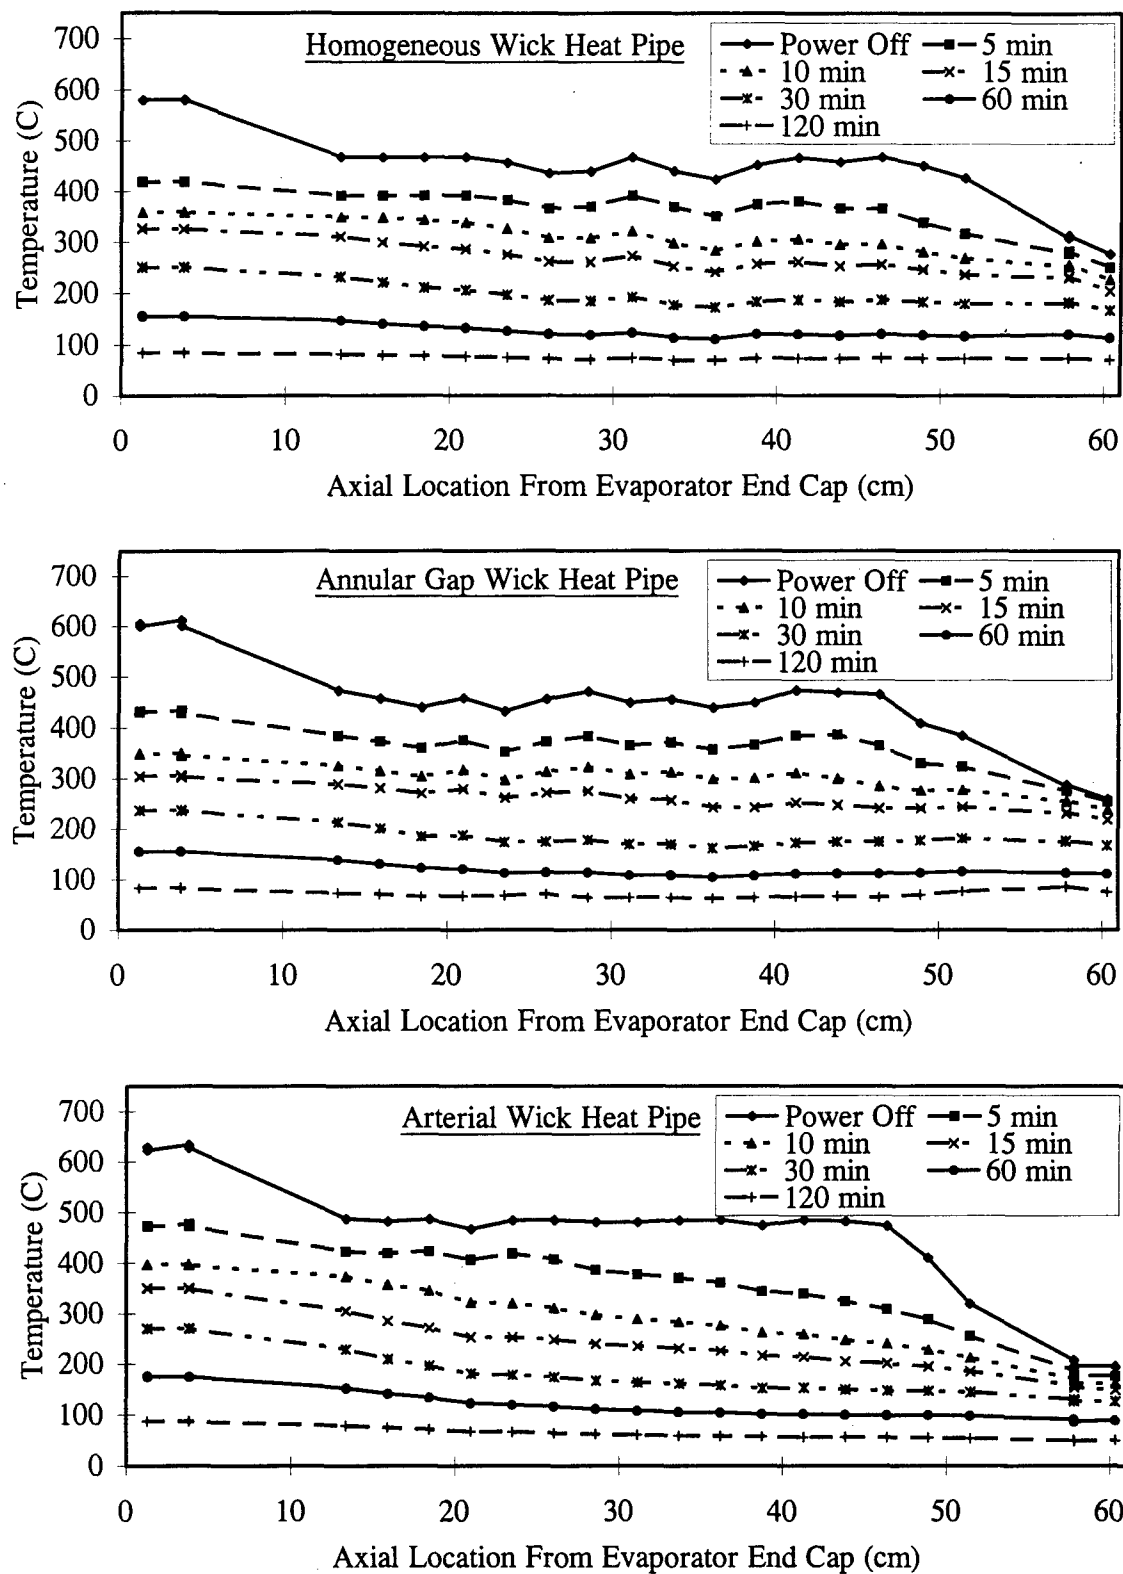 Homogeneous Wick Heat Pipe
Power Off 5 min
10 min 15 min
30 min 60 min
120 min
Temperature (C)
700
600
500
400
300
200
100
0
0 10 20 30 40 50 60
Axial Location From Evaporator End Cap (cm)
Annular Gap Wick Heat Pipe
Power Off 5 min
10 min 15 min
30 min 60 min
120 min
Temperature (C)
700
600
500
400
300
200
100
0
0 10 20 30 40 50 60
Axial Location From Evaporator End Cap (cm)
Arterial Wick Heat Pipe
Power Off 5 min
10 min 15 min
30 min 60 min
120 min
Temperature (C)
700
600
500
400
300
200
100
0
0 10 20 30 40 50 60
Axial Location From Evaporator End Cap (cm)